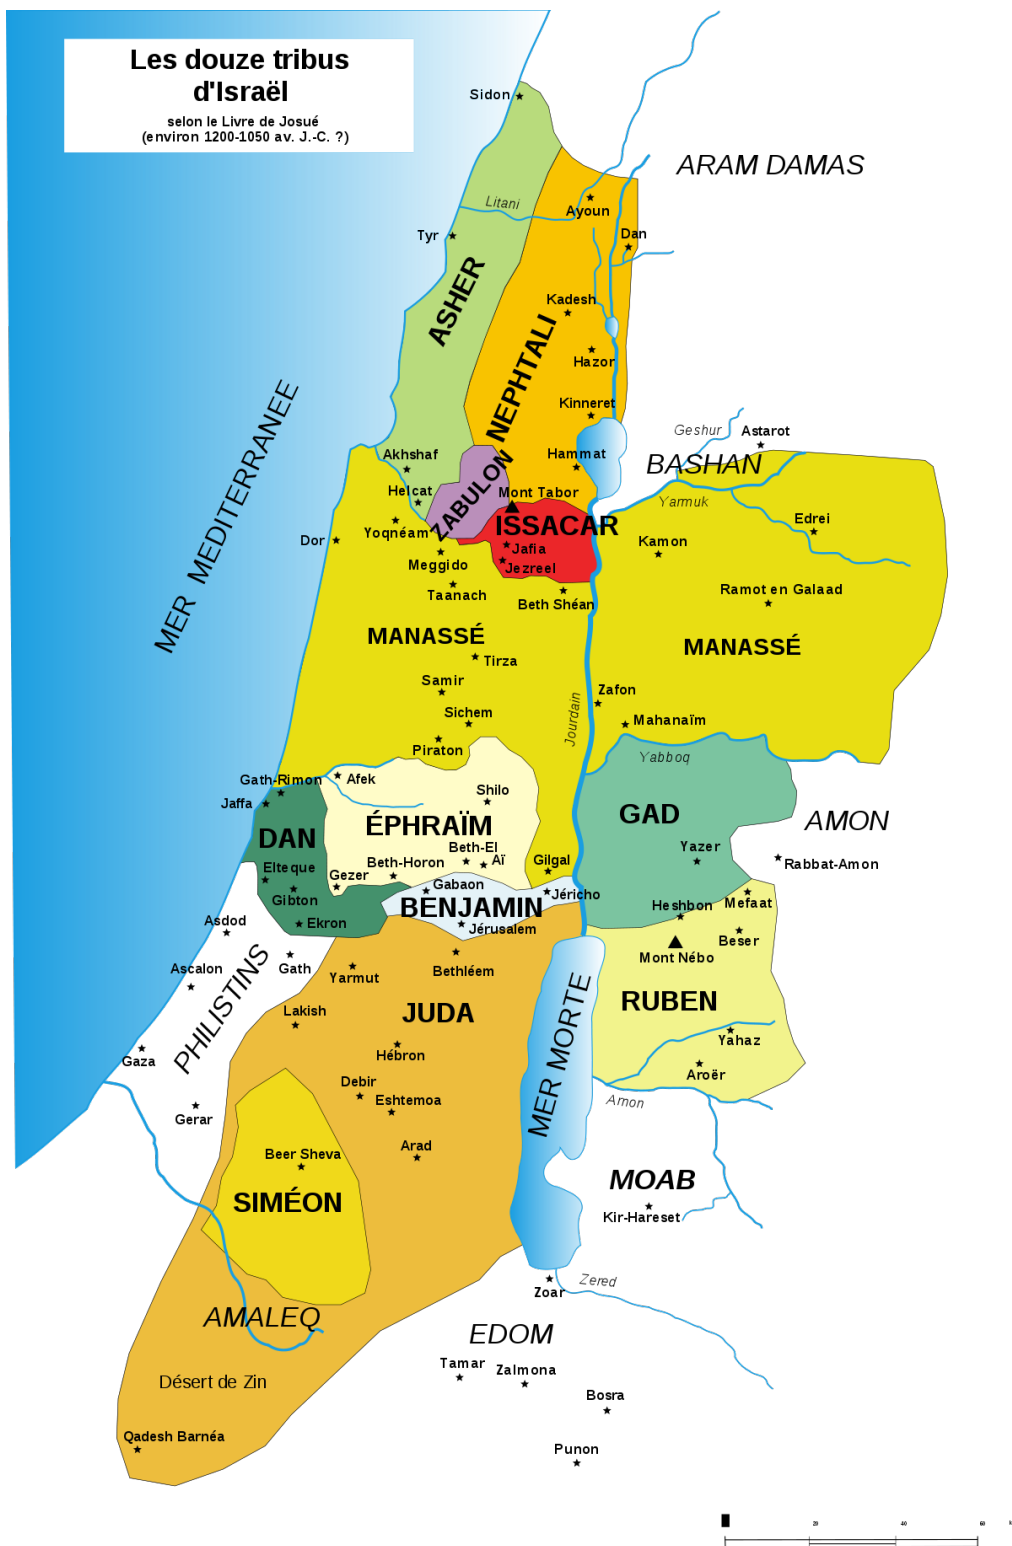 Les douze tribus
d'Israël
selon le Livre de Josué
(environ 1200-1050 av. J.-C. ?)
Sidon
ARAM DAMAS
Litani
Ayoun
Tyr
Dan
ASHER
Kadesh
NEPHTALI
Hazor
MER MEDITERRANEE
Kinneret
Geshur
Astarot
Akhshaf
Hammat
BASHAN
ZABULON
Helcat
Mont Tabor
Yarmuk
Yoqnéam
ISSACAR
Edrei
Dor
Jafia
Kamon
Meggido
Jezreel
Taanach
Beth Shéan
Ramot en Galaad
MANASSÉ
MANASSÉ
Tirza
Samir
Zafon
Sichem
Jourdain
Mahanaïm
Piraton
Yabboq
Gath-Rimon
Afek
Jaffa
Shilo
GAD
AMON
DAN
ÉPHRAÏM
Beth-El
Yazer
Elteque
Beth-Horon
Aï
Gilgal
Rabbat-Amon
Gezer
Gabaon
Jéricho
Gibton
BENJAMIN
Heshbon
Mefaat
Asdod
Ekron
Jérusalem
Beser
Ascalon
Gath
Yarmut
Bethléem
Mont Nébo
PHILISTINS
Lakish
JUDA
MER MORTE
RUBEN
Gaza
Hébron
Yahaz
Debir
Aroër
Gerar
Eshtemoa
Arnon
Arad
Beer Sheva
MOAB
SIMÉON
Kir-Hareset
Zoar
Zered
AMALEQ
EDOM
Tamar
Zalmona
Désert de Zin
Bosra
Qadesh Barnéa
Punon
20
40
60